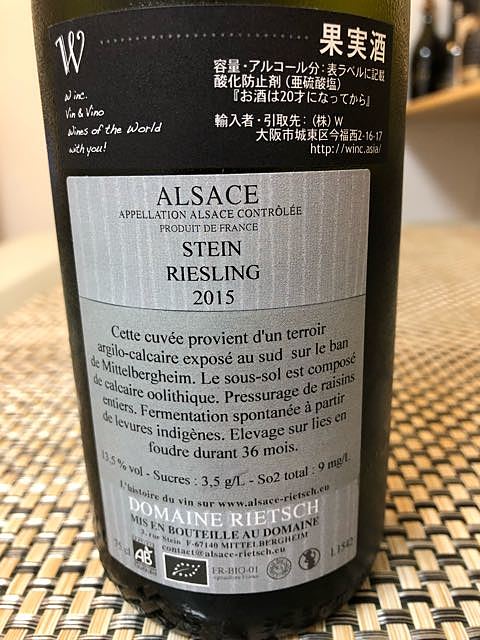 W
果実酒
容量・アルコール分：表ラベルに記載
酸化防止剤（亜硫酸塩）
『お酒は20才になってから』
輸入者・引取先：（株）W
大阪市城東区今福西2-16-17
http://winc.asia/
W inc.
Vin & Vino
Wines of the World
with you!
ALSACE
APPELLATION ALSACE CONTRÔLÉE
PRODUIT DE FRANCE
STEIN
RIESLING
2015
Cette cuvée provient d'un terroir
argilo-calcaire exposé au sud sur le ban
de Mittelbergheim. Le sous-sol est composé
de calcaire oolithique. Pressurage de raisins
entiers. Fermentation spontanée à partir
de levures indigènes. Elevage sur lies en
foudre durant 36 mois.
13.5 % vol - Sucres : 3,5 g/L - So2 total : 9 mg/L
L'histoire du vin sur www.alsace-rietsch.eu
DOMAINE RIETSCH
MIS EN BOUTEILLE AU DOMAINE
3, rue Stein F-67140 MITTELBERGHEIM
contact@alsace-rietsch.eu
75 cl
AB
FR-BIO-01
Agriculture France
L1542